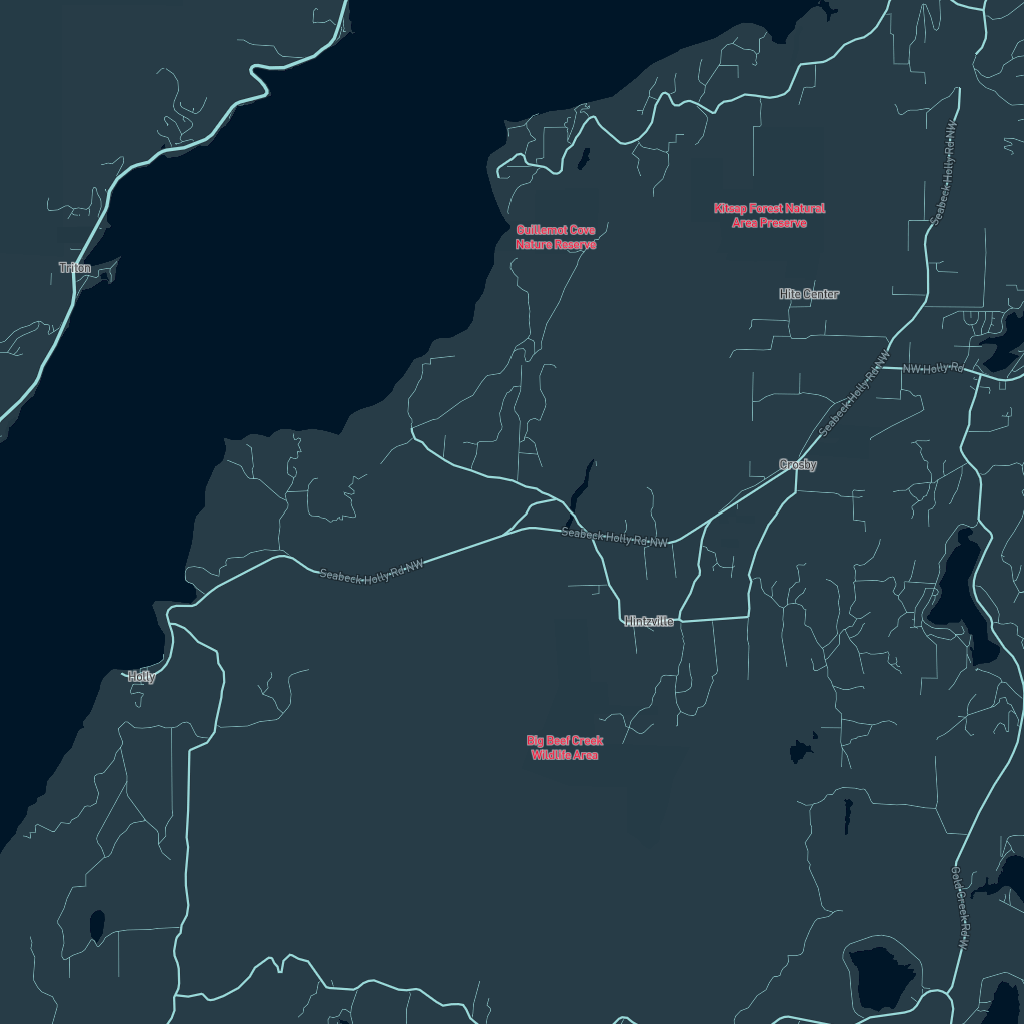 Seabeck Holly Rd NW
Kitsap Forest Natural
Area Preserve
Guillemot Cove
Nature Reserve
Triton
Hite Center
NW Holly Rd
Seabeck Holly Rd NW
Crosby
Seabeck Holly Rd NW
Seabeck Holly Rd NW
Hintzville
Holly
Big Beef Creek
Wildlife Area
Gold Creek Rd W